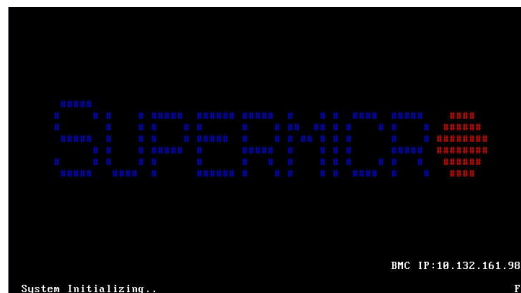 SUPERMICRO
BMC IP:10.132.161.98
System Initializing..
F